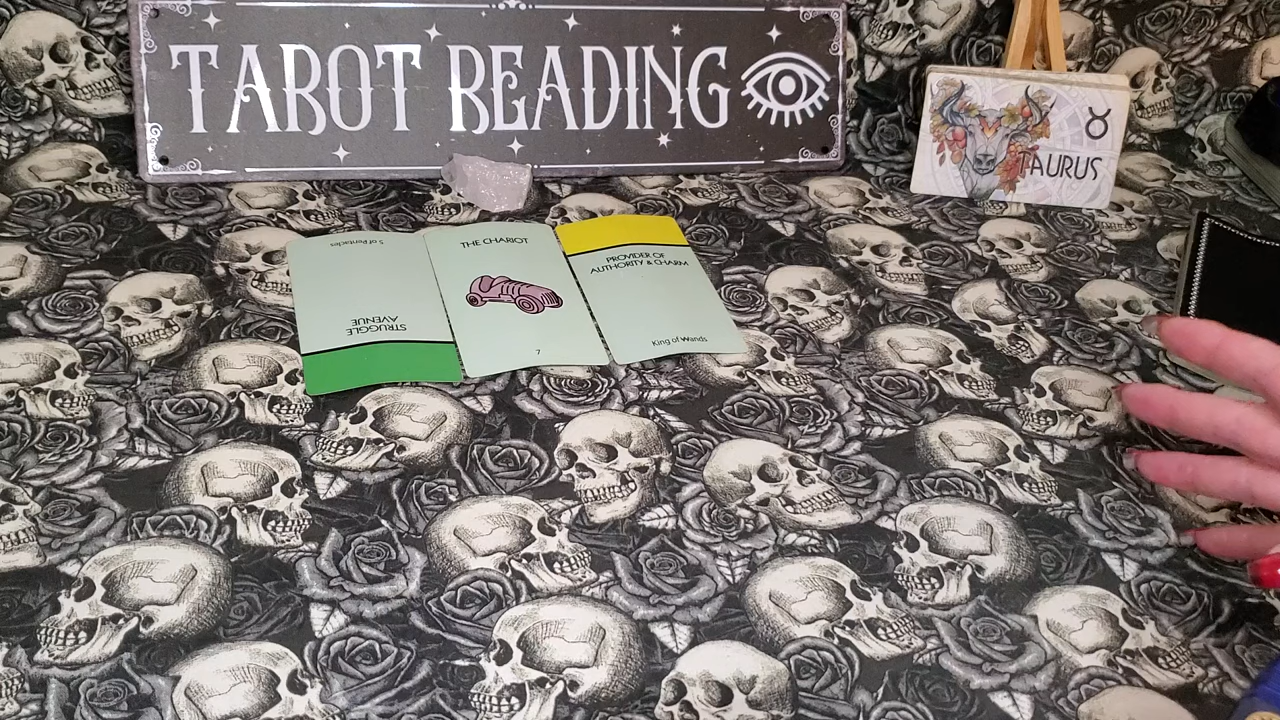 TAROT READING
TAURUS
5 of Pentacles
STRUGGLE
AVENUE
THE CHARIOT
7
PROVIDER OF
AUTHORITY & CHARM
King of Wands